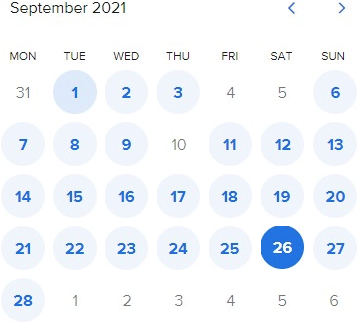 September 2021
MON TUE WED THU FRI SAT SUN
31 1 2 3 4 5 6
7 8 9 10 11 12 13
14 15 16 17 18 19 20
21 22 23 24 25 26 27
28 1 2 3 4 5 6